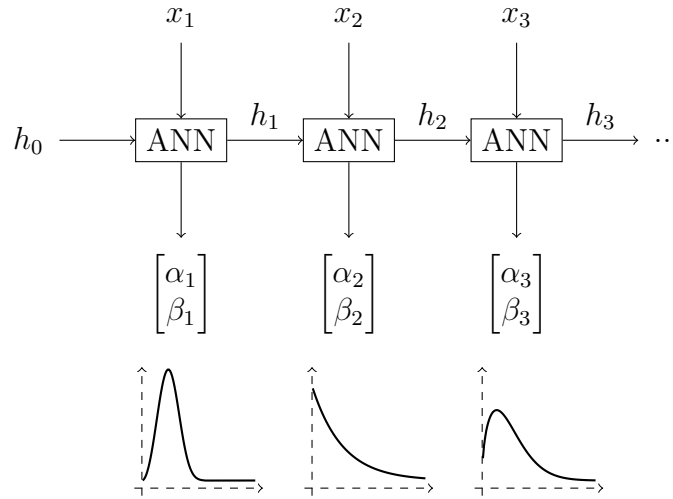 x₁ x₂ x₃
h₀ ANN h₁ ANN h₂ ANN h₃ ..
[α₁ [α₂ [α₃
β₁] β₂] β₃]